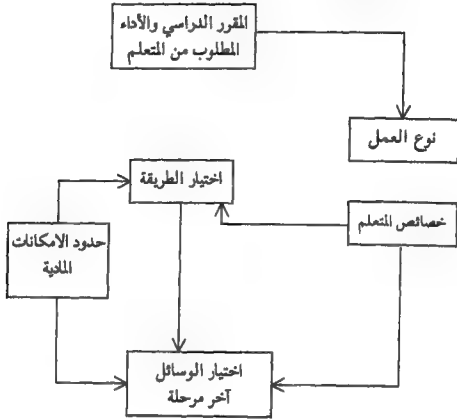 المقرر الدراسي والأداء
المطلوب من المتعلم
نوع العمل
اختيار الطريقة
خصائص المتعلم
حدود الامكانات
المادية
اختيار الوسائل
آخر مرحلة